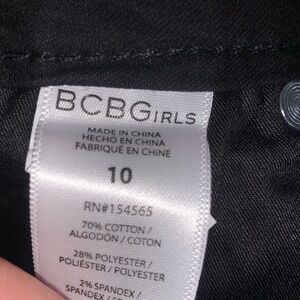 BCBGIRLS
MADE IN CHINA
HECHO EN CHINA
FABRIQUÉ EN CHINE
10
RN#154565
70% COTTON /
ALGODÓN / COTON
28% POLYESTER /
POLIÉSTER / POLYESTER
2% SPANDEX /